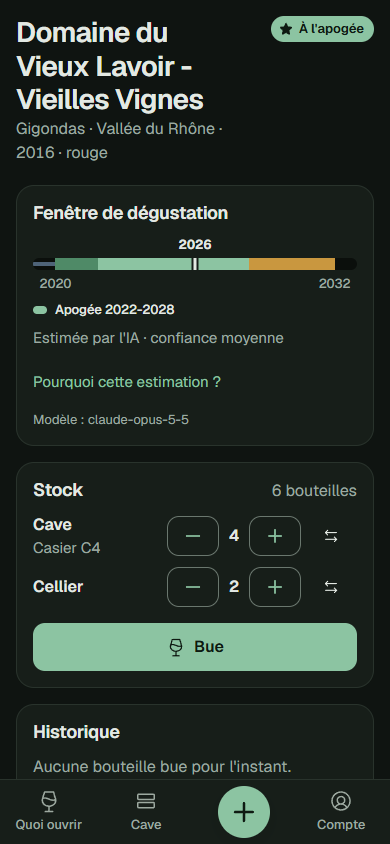 Domaine du
Vieux Lavoir -
Vieilles Vignes
À l'apogée
Gigondas · Vallée du Rhône ·
2016 · rouge
Fenêtre de dégustation
2026
2020
2032
Apogée 2022-2028
Estimée par l'IA · confiance moyenne
Pourquoi cette estimation ?
Modèle : claude-opus-5-5
Stock
6 bouteilles
Cave
Casier C4
4
Cellier
2
Bue
Historique
Aucune bouteille bue pour l'instant.
Quoi ouvrir
Cave
Compte